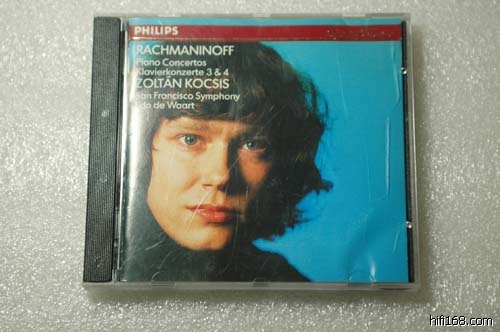 PHILIPS
RACHMANINOFF
Piano Concertos
Klavierkonzerte 3 & 4
ZOLTÁN KOCSIS
San Francisco Symphony
Edo de Waart
hifi168.com